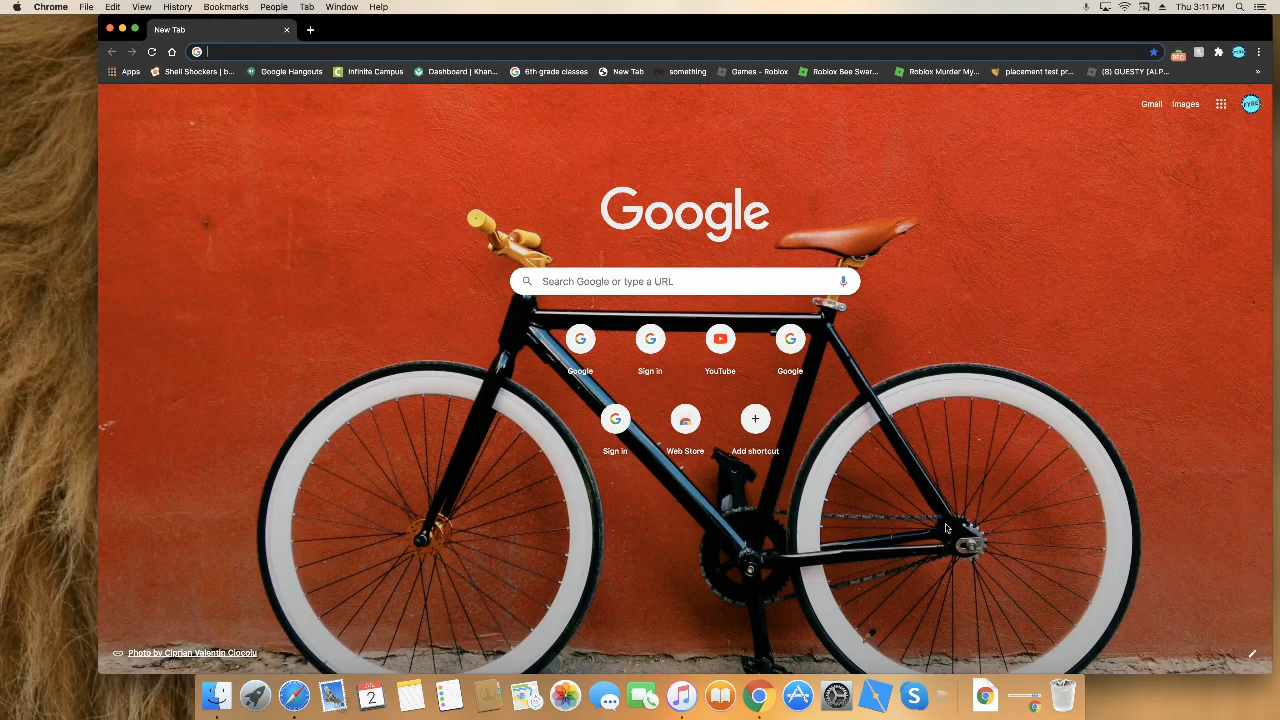 Chrome File Edit View History Bookmarks People Tab Window Help Thu 3:11 PM
New Tab
Apps Shell Shockers | b... Google Hangouts Infinite Campus Dashboard | Khan... 6th grade classes New Tab something Games - Roblox Roblox Bee Swar... Roblox Murder My... placement test pr... (8) GUESTY [ALP... »
Gmail Images FYRE
Google
Search Google or type a URL
Google Sign in YouTube Google
Sign in Web Store Add shortcut
Photo by Ciprian Valentin Ciocoiu
2